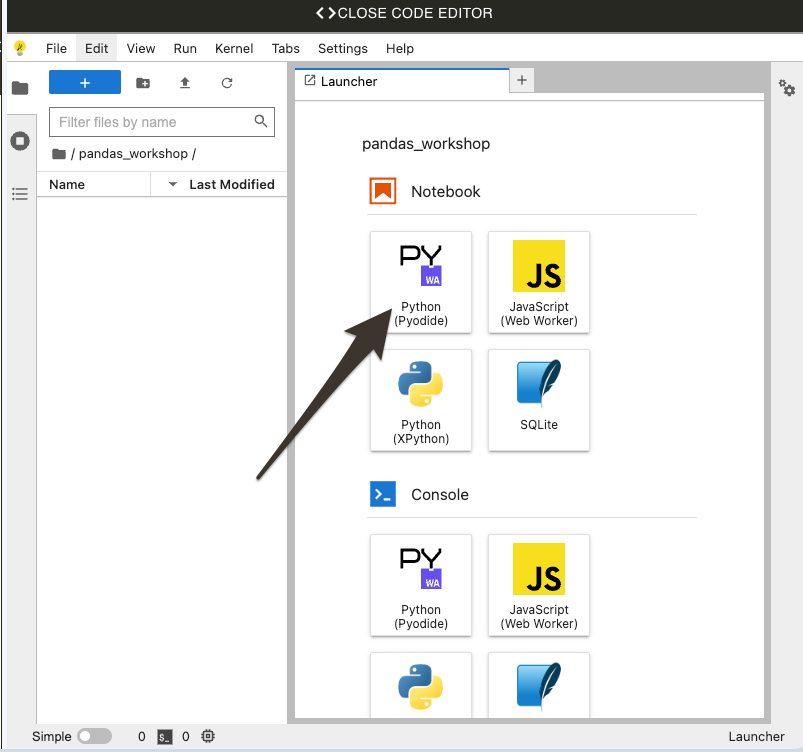 <>CLOSE CODE EDITOR
File Edit View Run Kernel Tabs Settings Help
+
Launcher
+
Filter files by name
/ pandas_workshop /
Name Last Modified
pandas_workshop
Notebook
PY
WA
Python
(Pyodide)
JS
JavaScript
(Web Worker)
Python
(XPython)
SQLite
>_
Console
PY
WA
Python
(Pyodide)
JS
JavaScript
(Web Worker)
Simple 0 $_ 0 Launcher